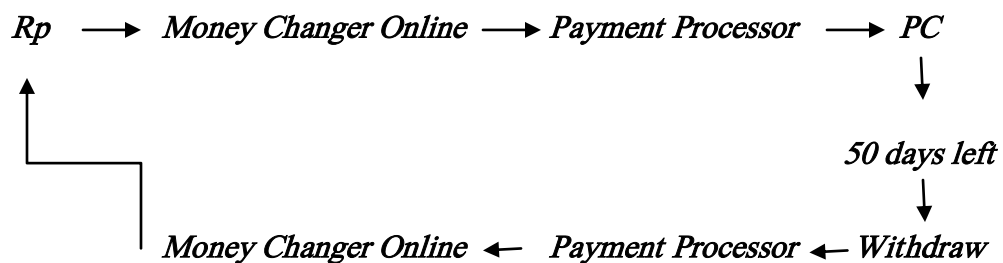 Rp Money Changer Online Payment Processor PC
50 days left
Money Changer Online Payment Processor Withdraw